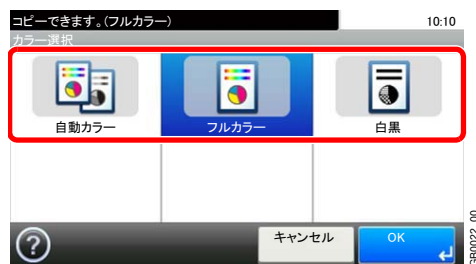 コピーできます。(フルカラー)
10:10
カラー選択
自動カラー
フルカラー
白黒
?
キャンセル
OK
GB0022_00